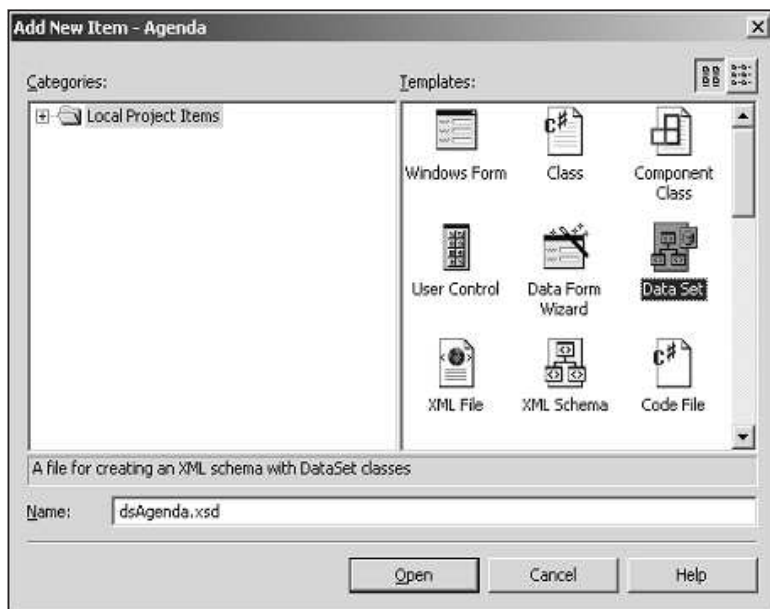 Add New Item - Agenda
Categories:
Templates:
Local Project Items
Windows Form
Class
Component
Class
User Control
Data Form
Wizard
Data Set
XML File
XML Schema
Code File
A file for creating an XML schema with DataSet classes
Name:
dsAgenda.xsd
Open
Cancel
Help